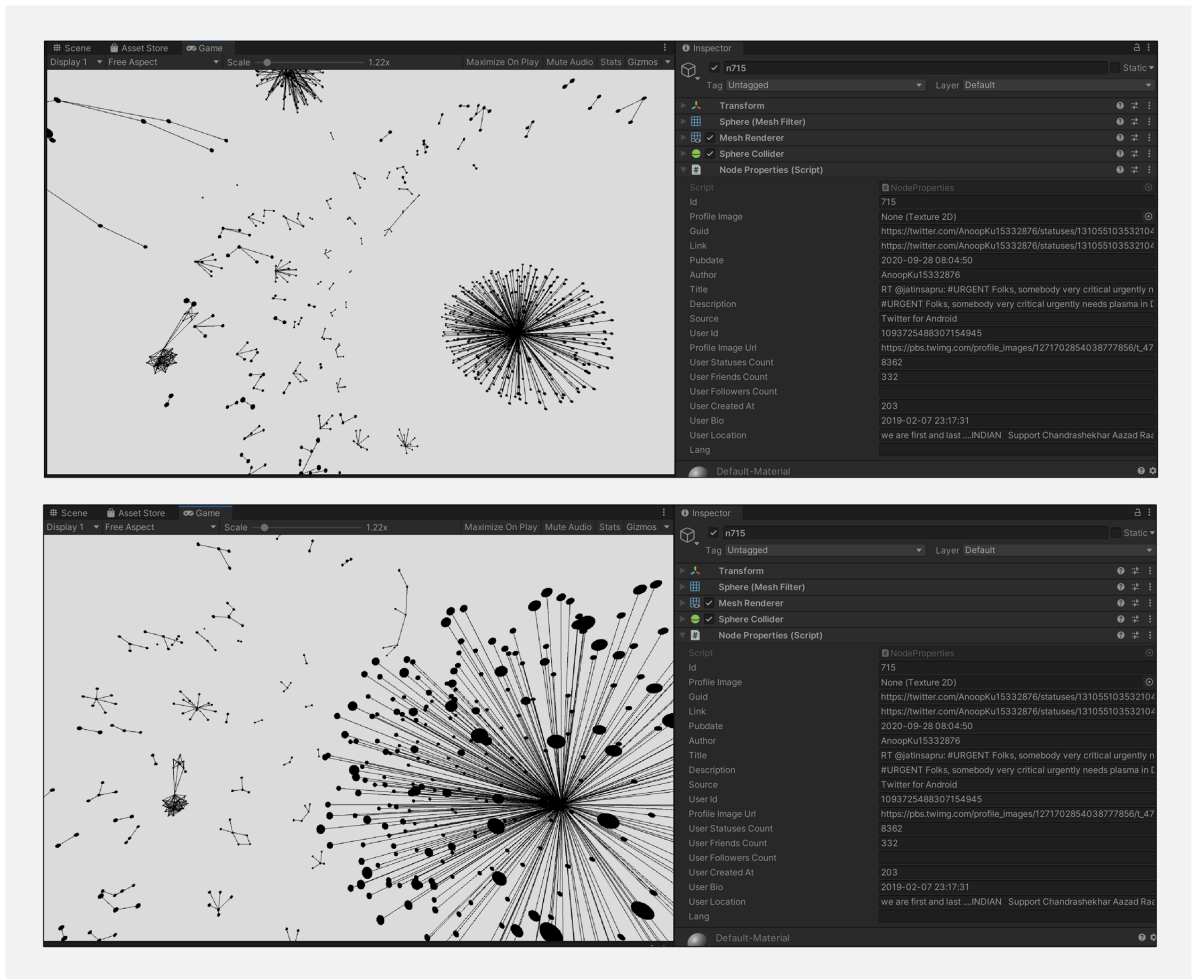 Scene Asset Store Game
Display 1 Free Aspect Scale 1.22x Maximize On Play Mute Audio Stats Gizmos
Inspector
n715 Static
Tag Untagged Layer Default
Transform
Sphere (Mesh Filter)
Mesh Renderer
Sphere Collider
# Node Properties (Script)
Script NodeProperties
Id 715
Profile Image None (Texture 2D)
Guid https://twitter.com/AnoopKu15332876/statuses/131055103532104
Link https://twitter.com/AnoopKu15332876/statuses/131055103532104
Pubdate 2020-09-28 08:04:50
Author AnoopKu15332876
Title RT @jatinsapru: #URGENT Folks, somebody very critical urgently n
Description #URGENT Folks, somebody very critical urgently needs plasma in D
Source Twitter for Android
User Id 1093725488307154945
Profile Image Url https://pbs.twimg.com/profile_images/1271702854038777856/t_47
User Statuses Count 8362
User Friends Count 332
User Followers Count
User Created At 203
User Bio 2019-02-07 23:17:31
User Location we are first and last ....INDIAN Support Chandrashekhar Aazad Raa
Lang
Default-Material
Scene Asset Store Game
Display 1 Free Aspect Scale 1.22x Maximize On Play Mute Audio Stats Gizmos
Inspector
n715 Static
Tag Untagged Layer Default
Transform
Sphere (Mesh Filter)
Mesh Renderer
Sphere Collider
# Node Properties (Script)
Script NodeProperties
Id 715
Profile Image None (Texture 2D)
Guid https://twitter.com/AnoopKu15332876/statuses/131055103532104
Link https://twitter.com/AnoopKu15332876/statuses/131055103532104
Pubdate 2020-09-28 08:04:50
Author AnoopKu15332876
Title RT @jatinsapru: #URGENT Folks, somebody very critical urgently n
Description #URGENT Folks, somebody very critical urgently needs plasma in D
Source Twitter for Android
User Id 1093725488307154945
Profile Image Url https://pbs.twimg.com/profile_images/1271702854038777856/t_47
User Statuses Count 8362
User Friends Count 332
User Followers Count
User Created At 203
User Bio 2019-02-07 23:17:31
User Location we are first and last ....INDIAN Support Chandrashekhar Aazad Raa
Lang
Default-Material